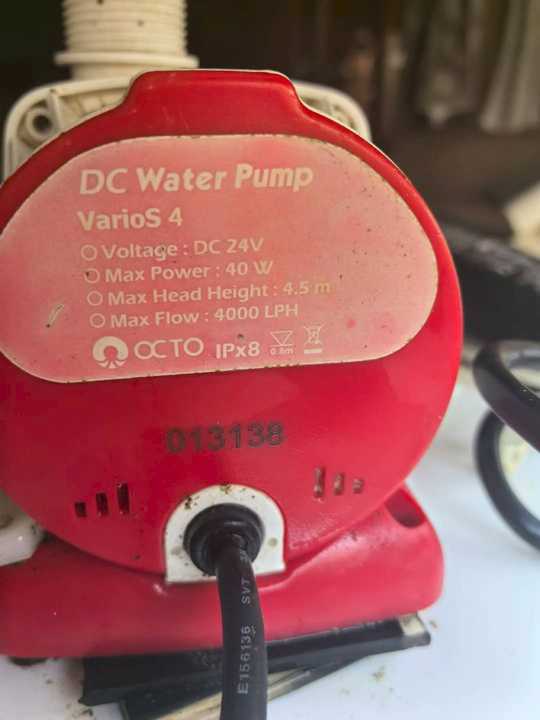 DC Water Pump
VarioS 4
Voltage : DC 24V
Max Power : 40 W
Max Head Height : 4.5 m
Max Flow : 4000 LPH
OCTO IPx8 0.8m
013138
E156136 SVT